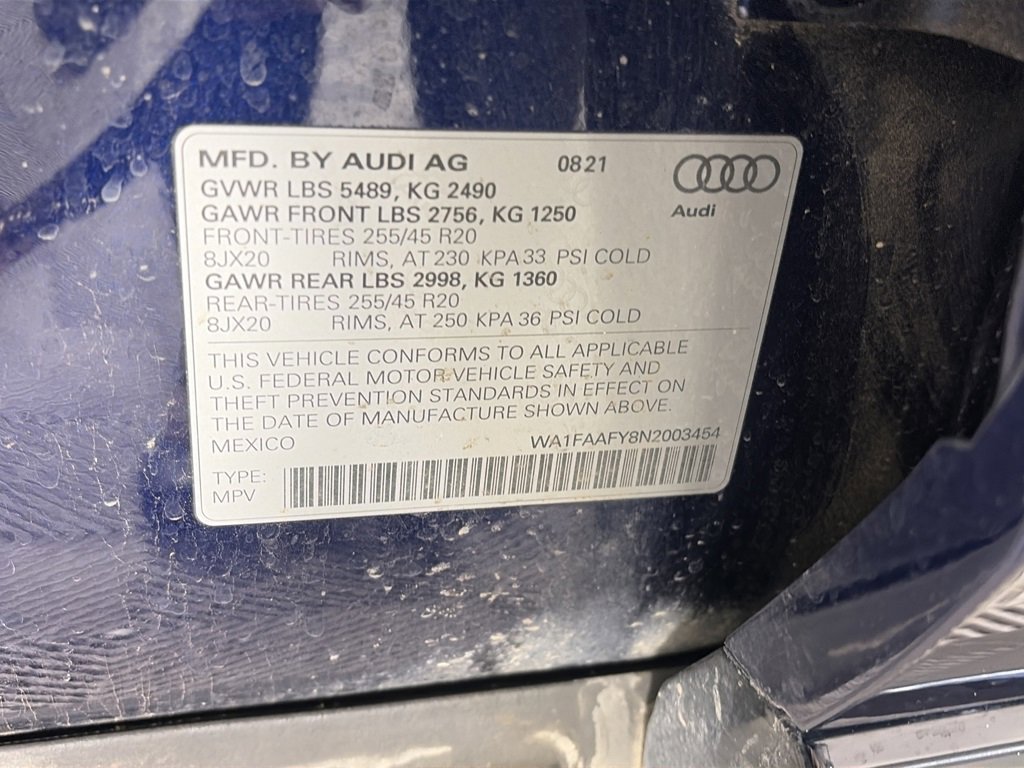 MFD. BY AUDI AG 08 21
GVWR LBS 5489, KG 2490
GAWR FRONT LBS 2756, KG 1250
Audi
FRONT-TIRES 255/45 R20
8JX20 RIMS, AT 230 KPA 33 PSI COLD
GAWR REAR LBS 2998, KG 1360
REAR-TIRES 255/45 R20
8JX20 RIMS, AT 250 KPA 36 PSI COLD
THIS VEHICLE CONFORMS TO ALL APPLICABLE
U.S. FEDERAL MOTOR VEHICLE SAFETY AND
THEFT PREVENTION STANDARDS IN EFFECT ON
THE DATE OF MANUFACTURE SHOWN ABOVE.
MEXICO WA1FAAFY8N2003454
TYPE:
MPV